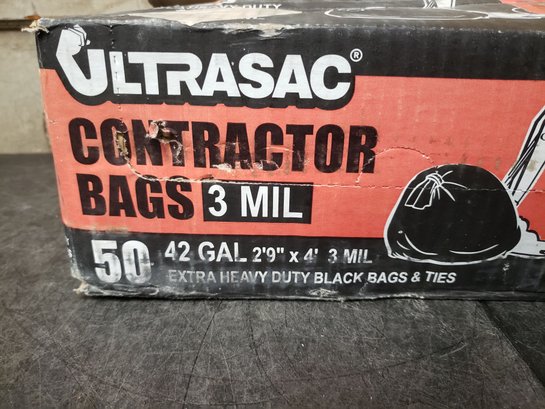 DUTY
ULTRASAC®
CONTRACTOR
BAGS 3 MIL
50 42 GAL 2'9" x 4' 3 MIL
EXTRA HEAVY DUTY BLACK BAGS & TIES